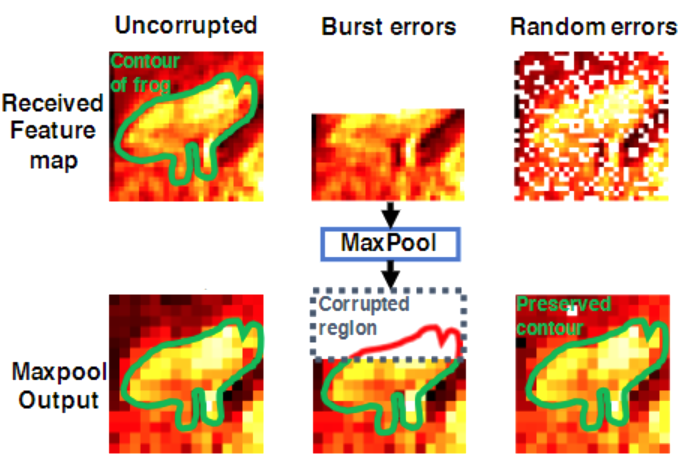 Uncorrupted
Burst errors
Random errors
Received
Feature
map
Contour
of frog
MaxPool
Maxpool
Output
Corrupted
region
Preserved
contour